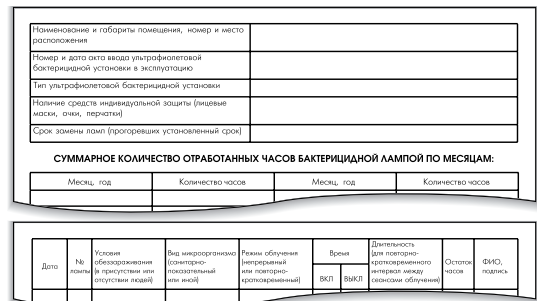 Наименование и габариты помещения, номер и место
расположения
Номер и дата акта ввода ультрафиолетовой
бактерицидной установки в эксплуатацию
Тип ультрафиолетовой бактерицидной установки
Наличие средств индивидуальной защиты (лицевые
маски, очки, перчатки)
Срок замены ламп (прогоревших установленный срок)
СУММАРНОЕ КОЛИЧЕСТВО ОТРАБОТАННЫХ ЧАСОВ БАКТЕРИЦИДНОЙ ЛАМПОЙ ПО МЕСЯЦАМ:
Месяц, год
Количество часов
Месяц, год
Количество часов
Дата
№
лампы
Условия
обеззараживания
(в присутствии или
отсутствии людей)
Вид микроорганизма
(санитарно-
показательный
или иной)
Режим облучения
(непрерывный
или повторно-
кратковременный)
Время
ВКЛ
ВЫКЛ
Длительность
(для повторно-
кратковременного
интервал между
сеансами облучения)
Остаток
часов
ФИО,
подпись